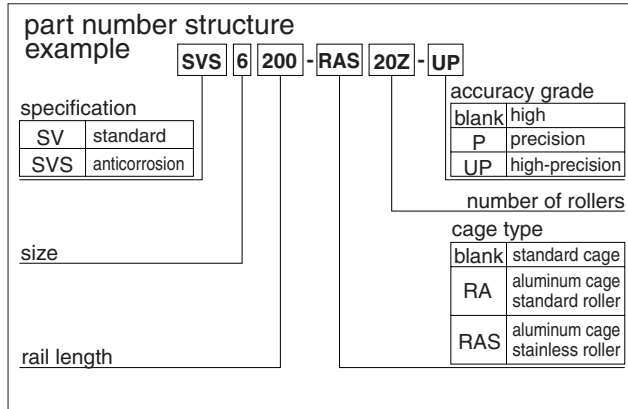 part number structure
example
SVS 6 200 - RAS 20Z - UP
specification
SV standard
SVS anticorrosion
size
rail length
accuracy grade
blank high
P precision
UP high-precision
number of rollers
cage type
blank standard cage
RA aluminum cage
standard roller
RAS aluminum cage
stainless roller